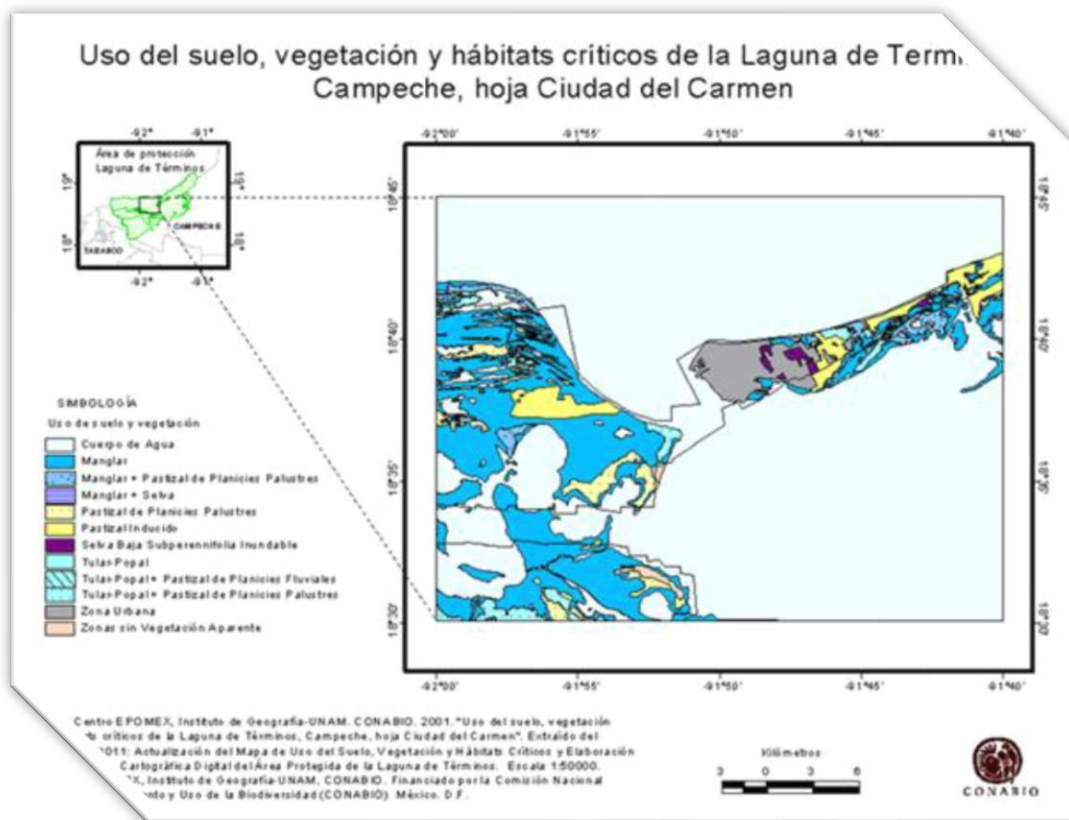 Uso del suelo, vegetación y hábitats críticos de la Laguna de Térmi
Campeche, hoja Ciudad del Carmen
-92° -91°
Área de protección
Laguna de Términos
19° 19°
CAMPECHE
18° 18°
TABASCO
-92° -91°
-92°00' -91°55' -91°50' -91°45' -91°40'
18°45' 18°45'
18°40' 18°40'
18°35' 18°35'
18°30' 18°30'
-92°00' -91°55' -91°50' -91°45' -91°40'
SIMBOLOGÍA
Uso de suelo y vegetación
Cuerpo de Agua
Manglar
Manglar + Pastizal de Planicies Palustres
Manglar + Selva
Pastizal de Planicies Palustres
Pastizal Inducido
Selva Baja Subperennifolia Inundable
Tular-Popal
Tular-Popal + Pastizal de Planicies Fluviales
Tular-Popal + Pastizal de Planicies Palustres
Zona Urbana
Zonas sin Vegetación Aparente
Centro EPOMEX, Instituto de Geografía-UNAM. CONABIO. 2001. "Uso del suelo, vegetación
críticos de la Laguna de Términos, Campeche, hoja Ciudad del Carmen". Extraído del
011: Actualización del Mapa de Uso del Suelo, Vegetación y Hábitats Críticos y Elaboración
Cartográfica Digital del Área Protegida de la Laguna de Términos. Escala 1:50000.
X, Instituto de Geografía-UNAM, CONABIO. Financiado por la Comisión Nacional
nto y Uso de la Biodiversidad (CONABIO) México. D.F.
Kilómetros
3 0 3 6
CONABIO